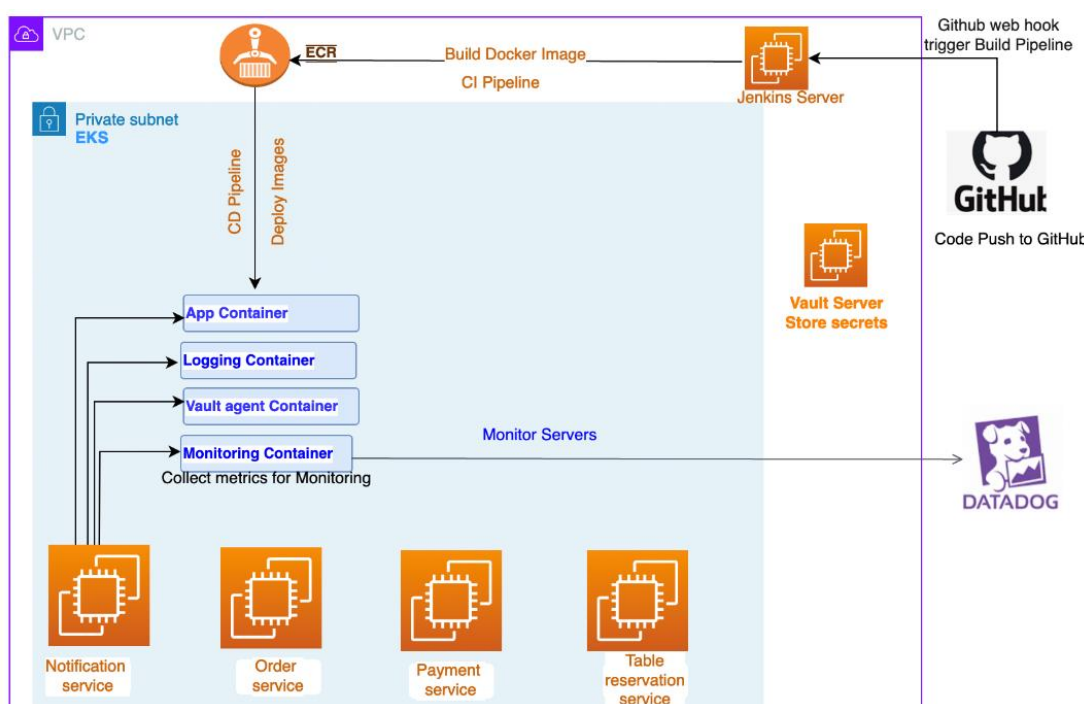 VPC
Github web hook
trigger Build Pipeline
ECR
Build Docker Image
CI Pipeline
Jenkins Server
Private subnet
EKS
CD Pipeline
Deploy Images
GitHub
Code Push to GitHub
Vault Server
Store secrets
App Container
Logging Container
Vault agent Container
Monitoring Container
Collect metrics for Monitoring
Monitor Servers
DATADOG
Notification
service
Order
service
Payment
service
Table
reservation
service